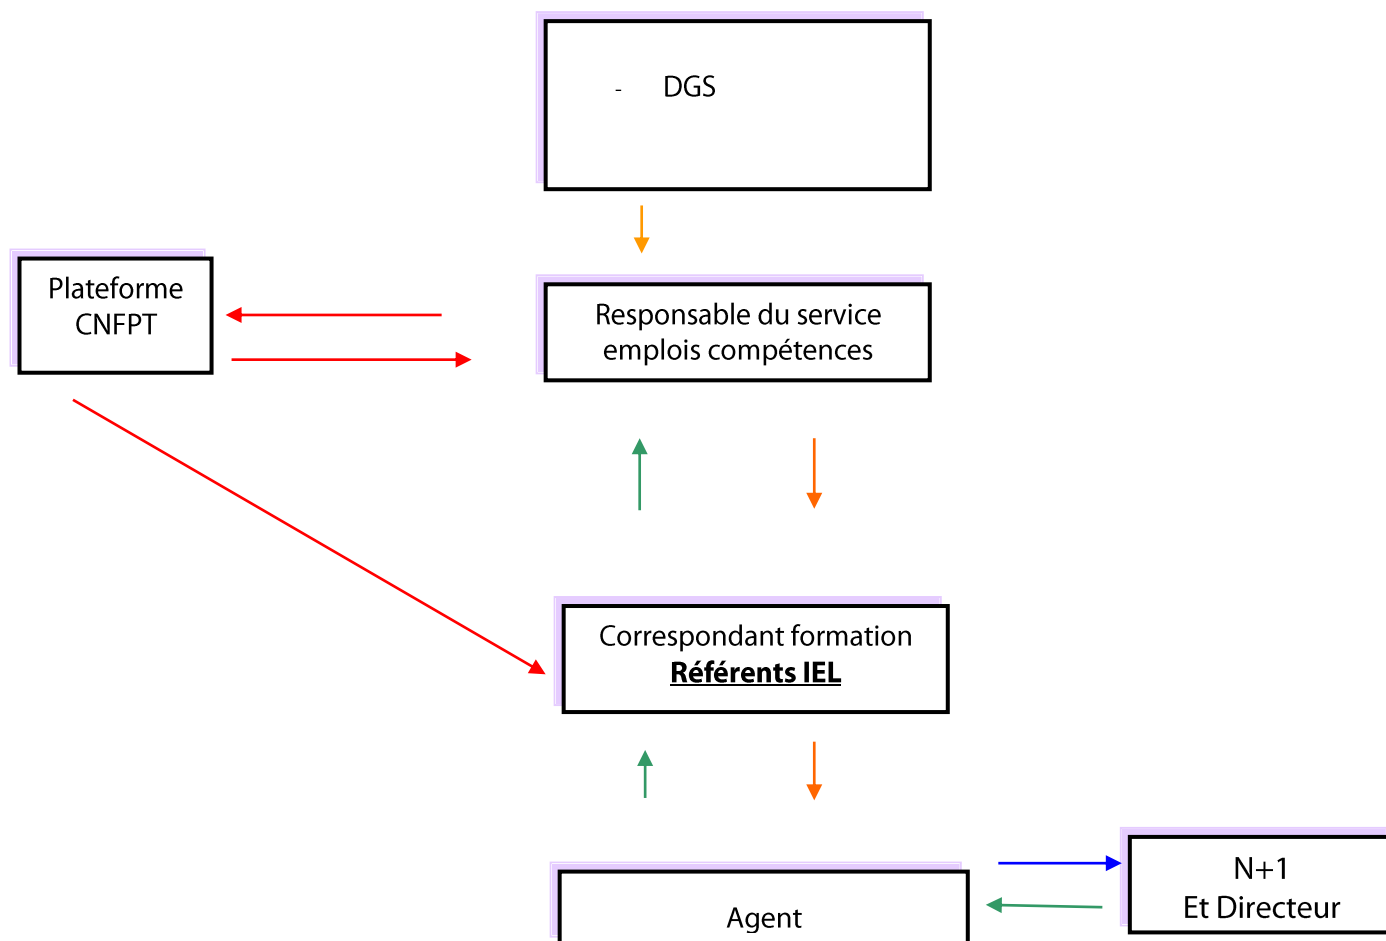 - DGS
Plateforme
CNFPT
Responsable du service
emplois compétences
Correspondant formation
Référents IEL
N+1
Et Directeur
Agent